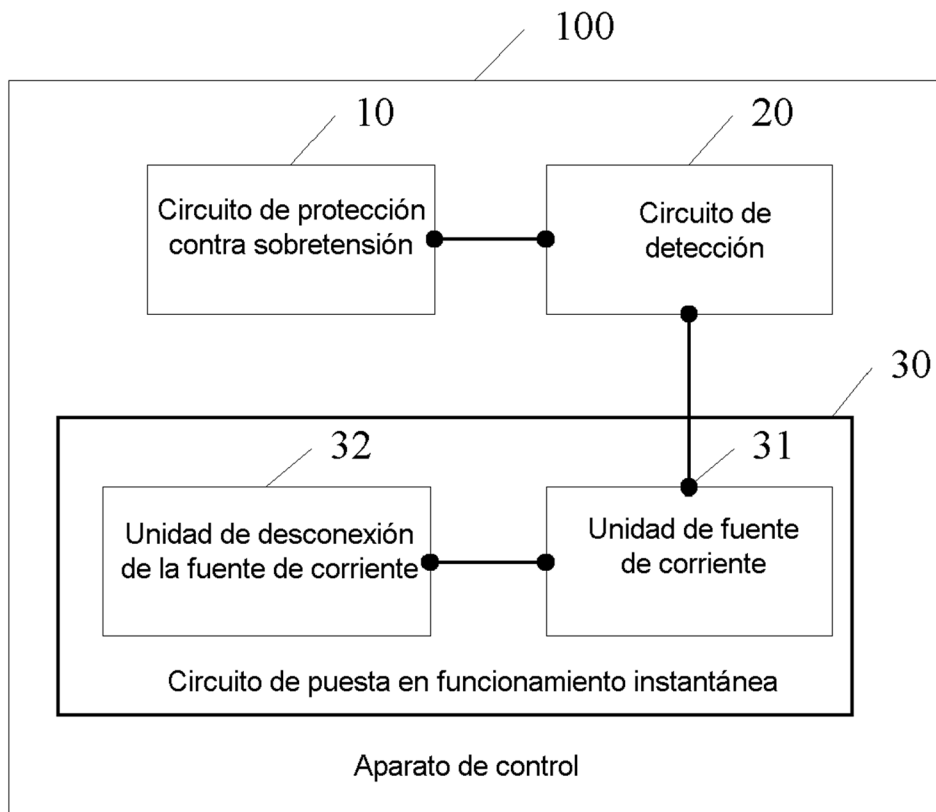 100
10
20
Circuito de protección
contra sobretensión
Circuito de
detección
30
32
31
Unidad de desconexión
de la fuente de corriente
Unidad de fuente
de corriente
Circuito de puesta en funcionamiento instantánea
Aparato de control